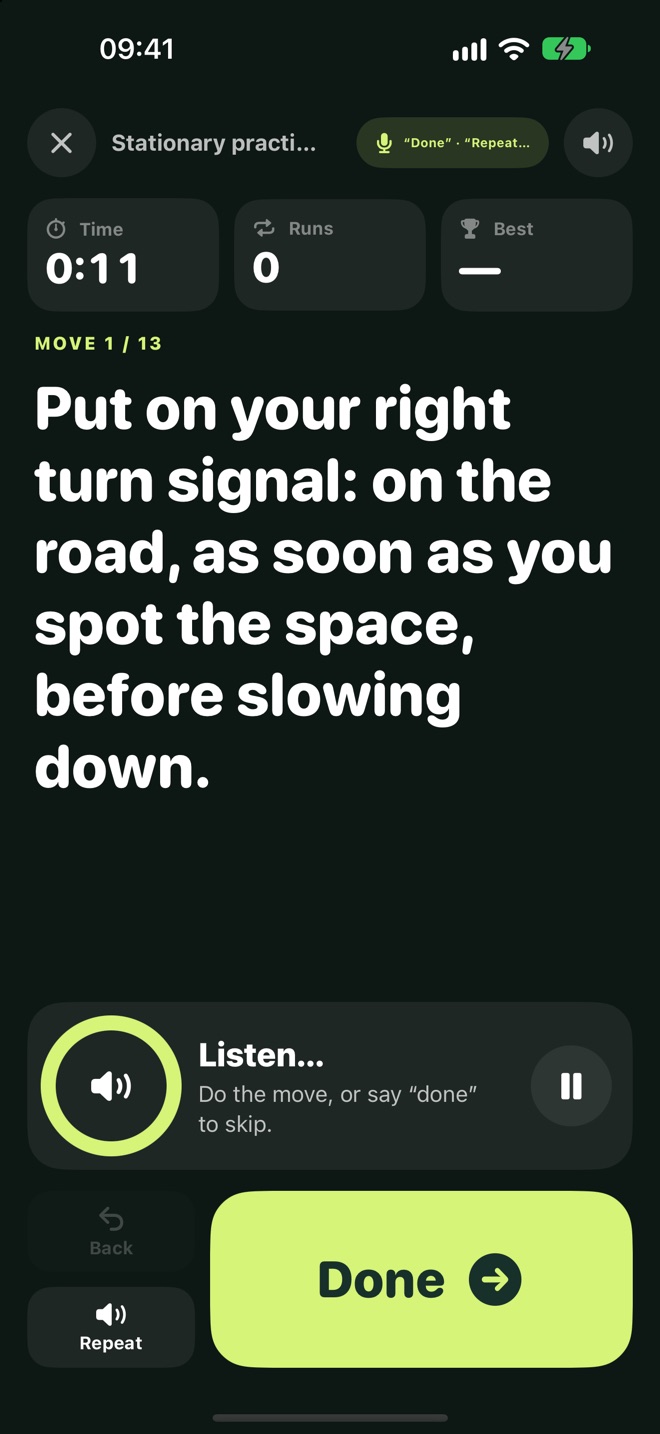 09:41
Stationary practi...
“Done” · “Repeat...
Time
0:11
Runs
0
Best
—
MOVE 1 / 13
Put on your right
turn signal: on the
road, as soon as you
spot the space,
before slowing
down.
Listen...
Do the move, or say “done”
to skip.
Back
Done
Repeat